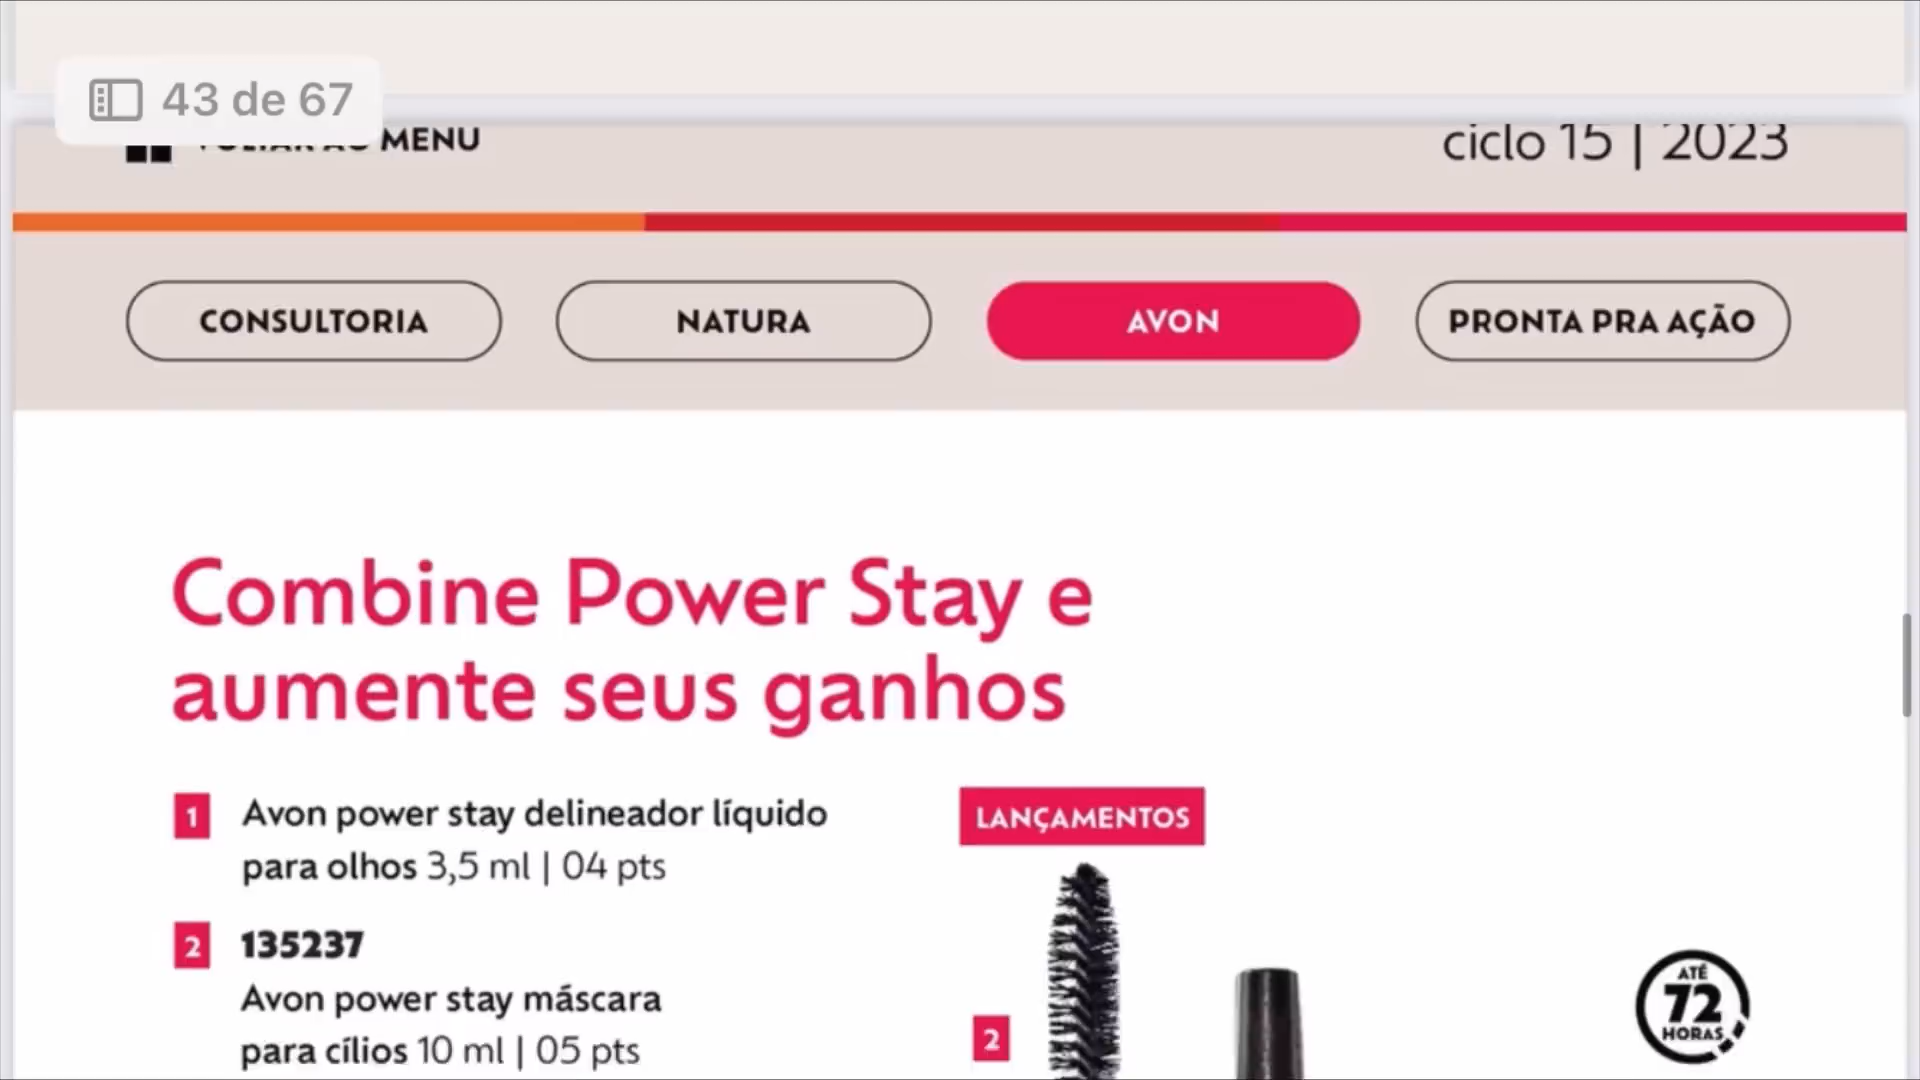 43 de 67
MENU
ciclo 15 | 2023
CONSULTORIA
NATURA
AVON
PRONTA PRA AÇÃO
Combine Power Stay e
aumente seus ganhos
1 Avon power stay delineador líquido
para olhos 3,5 ml | 04 pts
LANÇAMENTOS
2 135237
Avon power stay máscara
para cílios 10 ml | 05 pts
2
ATÉ
72
HORAS